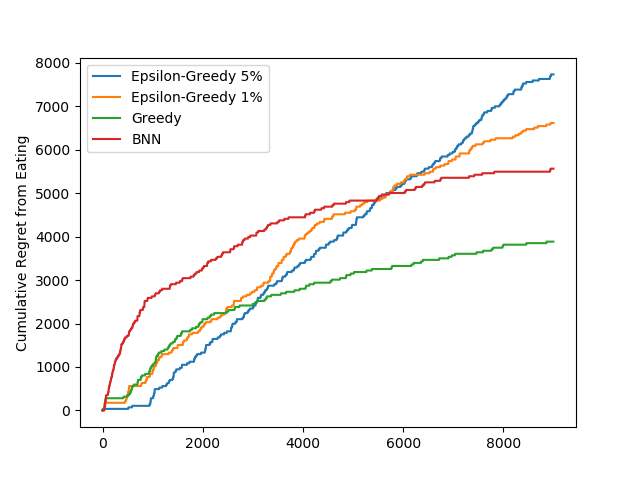 8000
7000
6000
5000
4000
3000
2000
1000
0
Cumulative Regret from Eating
Epsilon-Greedy 5%
Epsilon-Greedy 1%
Greedy
BNN
0 2000 4000 6000 8000